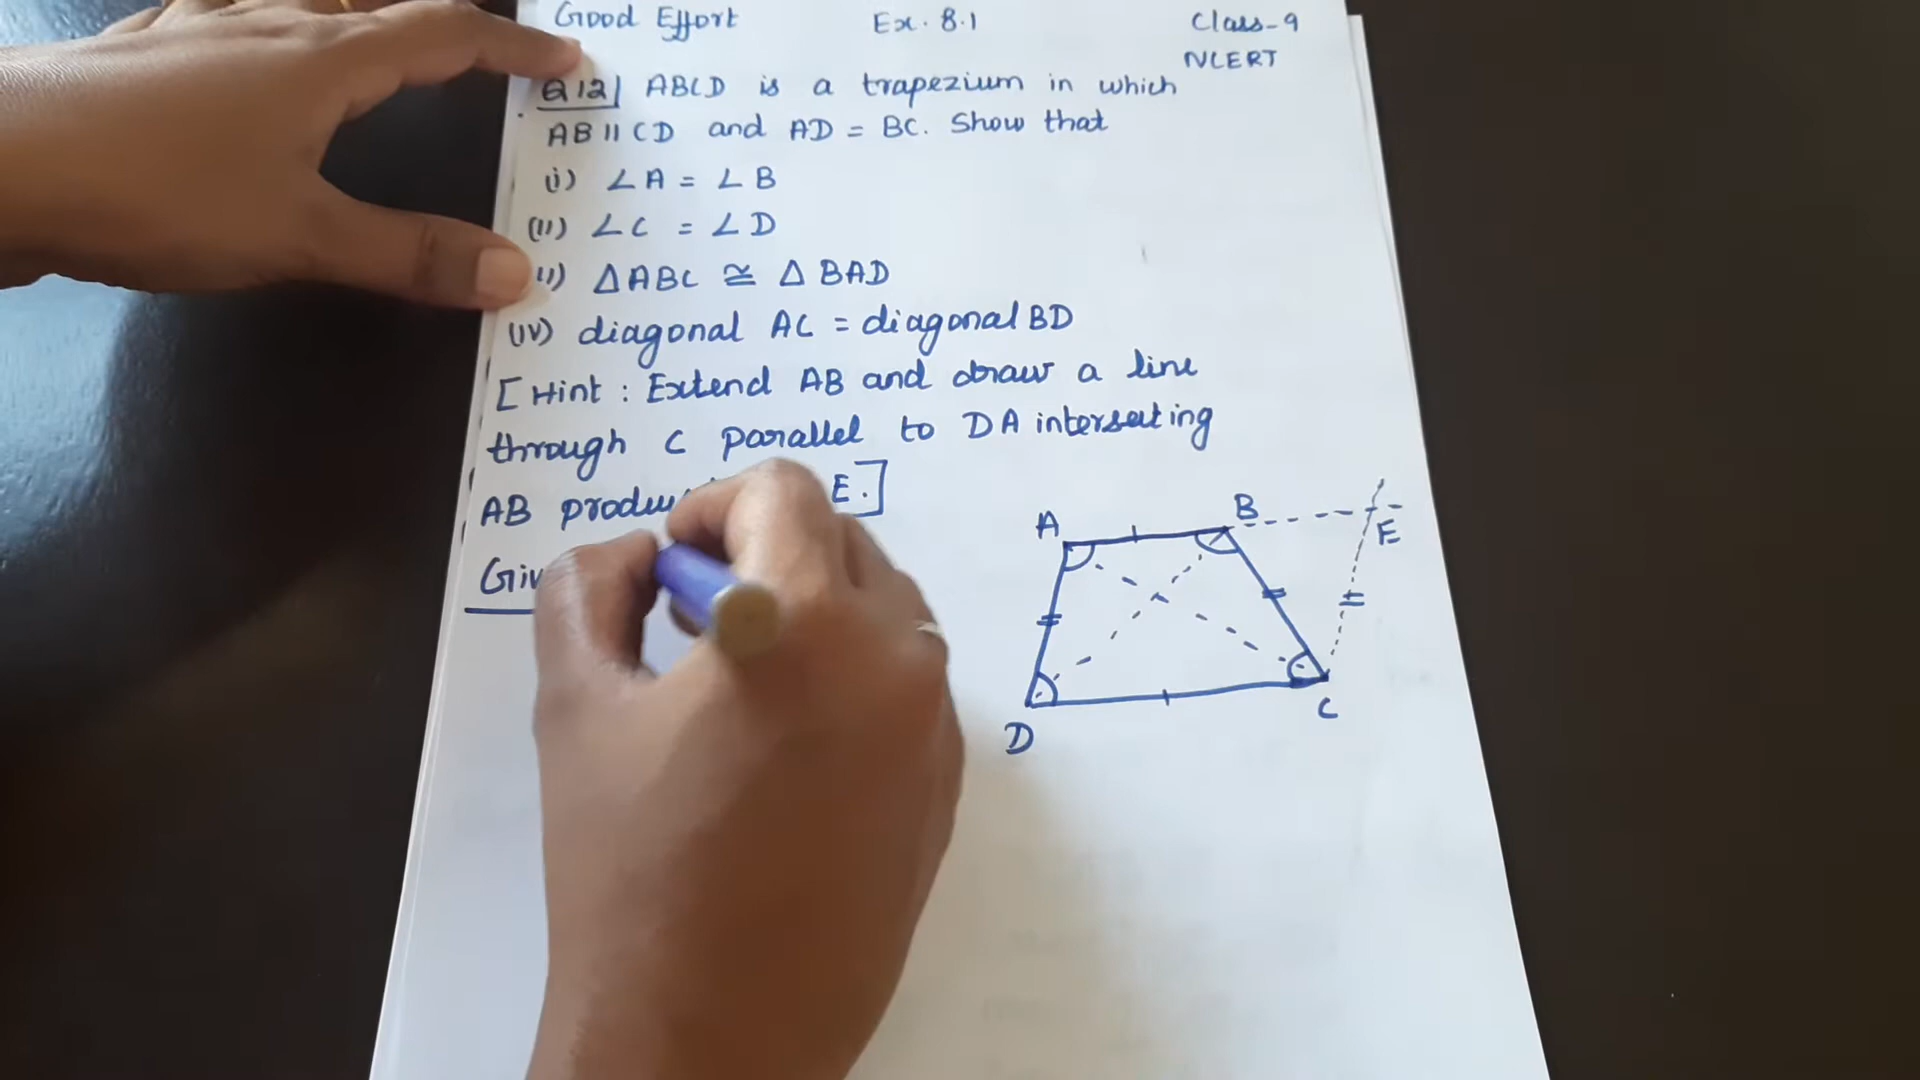 Good Effort Ex. 8.1 Class-9
NCERT
Q 12| ABCD is a trapezium in which
AB || CD and AD = BC. Show that
(i) ∠A = ∠B
(ii) ∠C = ∠D
ΔABC ≅ Δ BAD
(iv) diagonal AC = diagonal BD
[Hint : Extend AB and draw a line
through C parallel to DA intersecting
AB E.]
A B E
D C